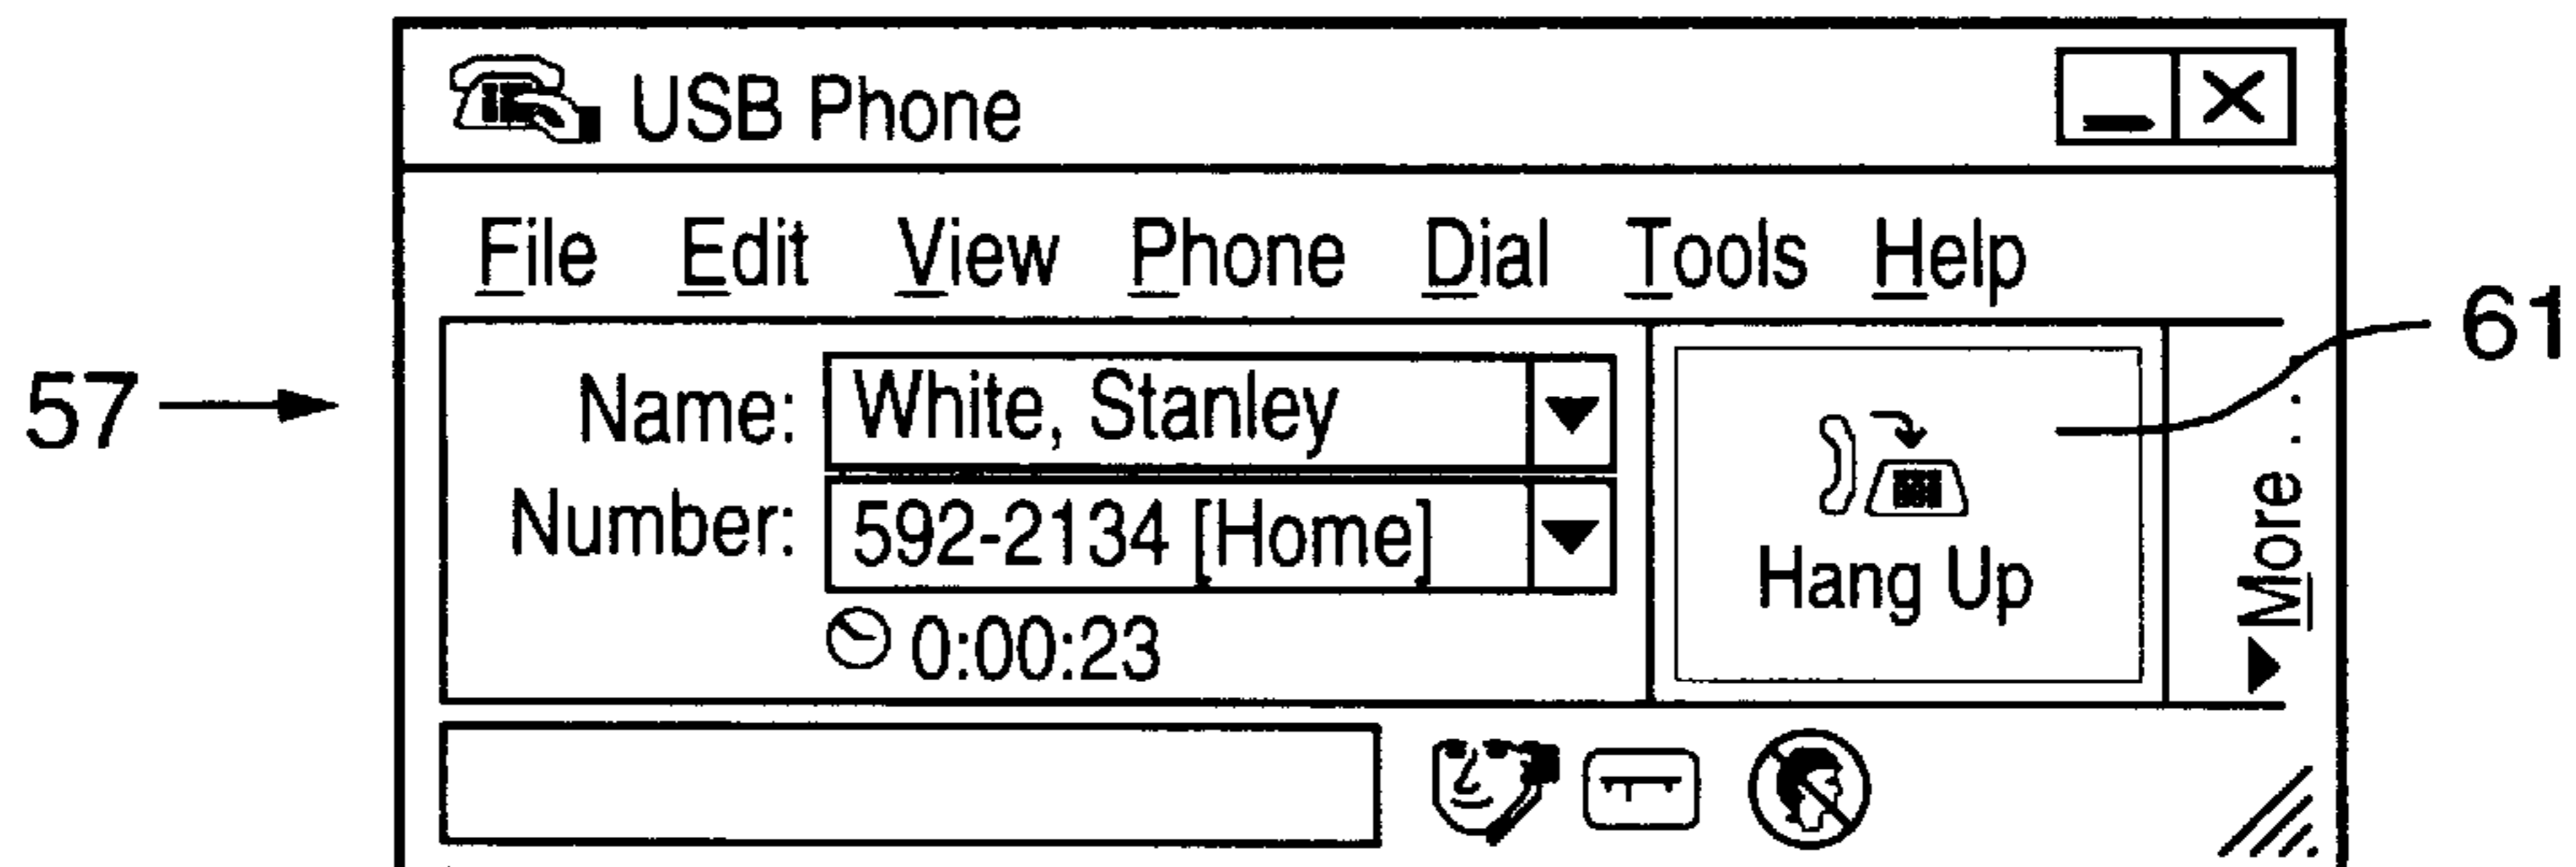 USB Phone
File Edit View Phone Dial Tools Help
57
61
Name: White, Stanley
Number: 592-2134 [Home]
0:00:23
Hang Up
More...